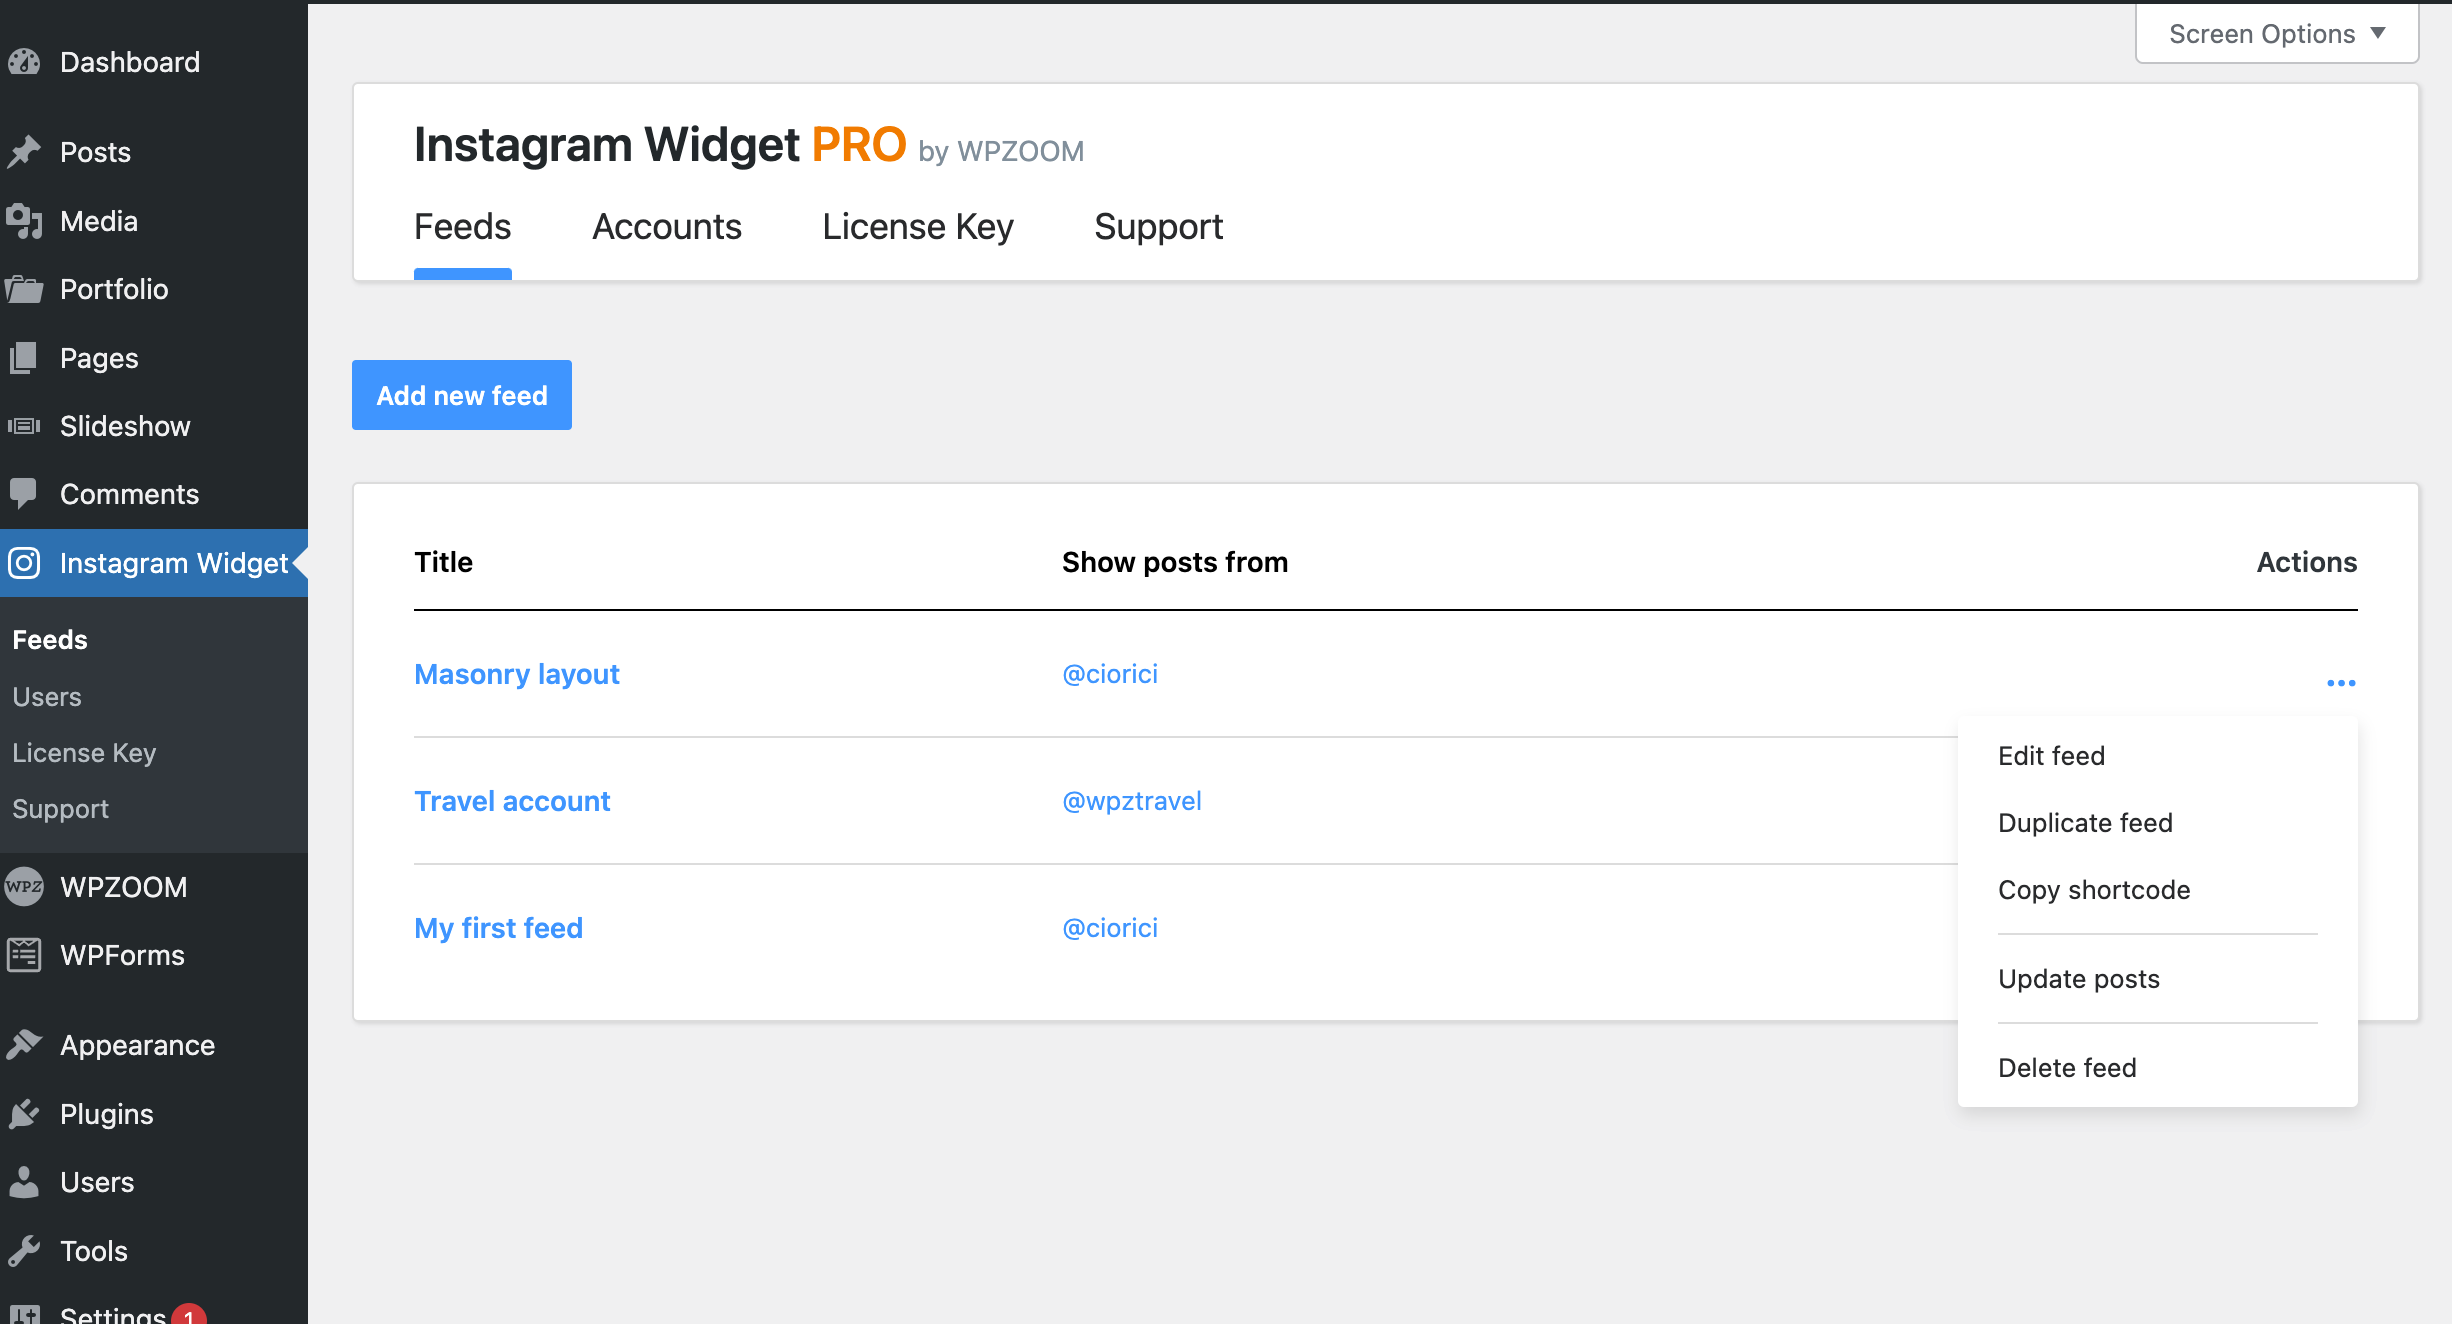 Screen Options
Dashboard
Posts
Media
Portfolio
Pages
Slideshow
Comments
Instagram Widget
Feeds
Users
License Key
Support
WPZ WPZOOM
WPForms
Appearance
Plugins
Users
Tools
Settings 1
Instagram Widget PRO by WPZOOM
Feeds Accounts License Key Support
Add new feed
Title Show posts from Actions
Masonry layout @ciorici
Travel account @wpztravel
My first feed @ciorici
Edit feed
Duplicate feed
Copy shortcode
Update posts
Delete feed